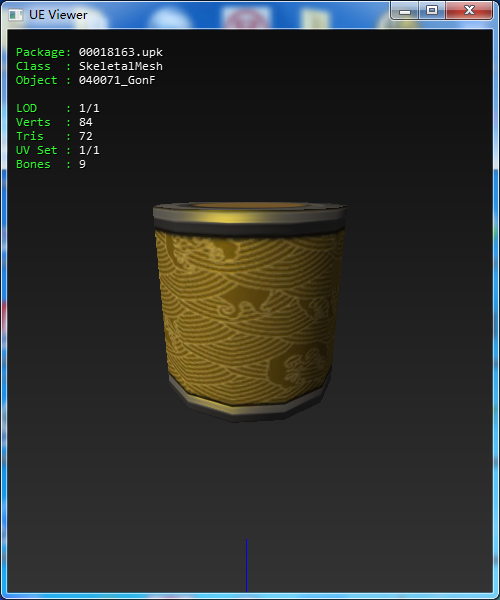 UE Viewer
Package: 00018163.upk
Class : SkeletalMesh
Object : 040071_GonF
LOD : 1/1
Verts : 84
Tris : 72
UV Set : 1/1
Bones : 9